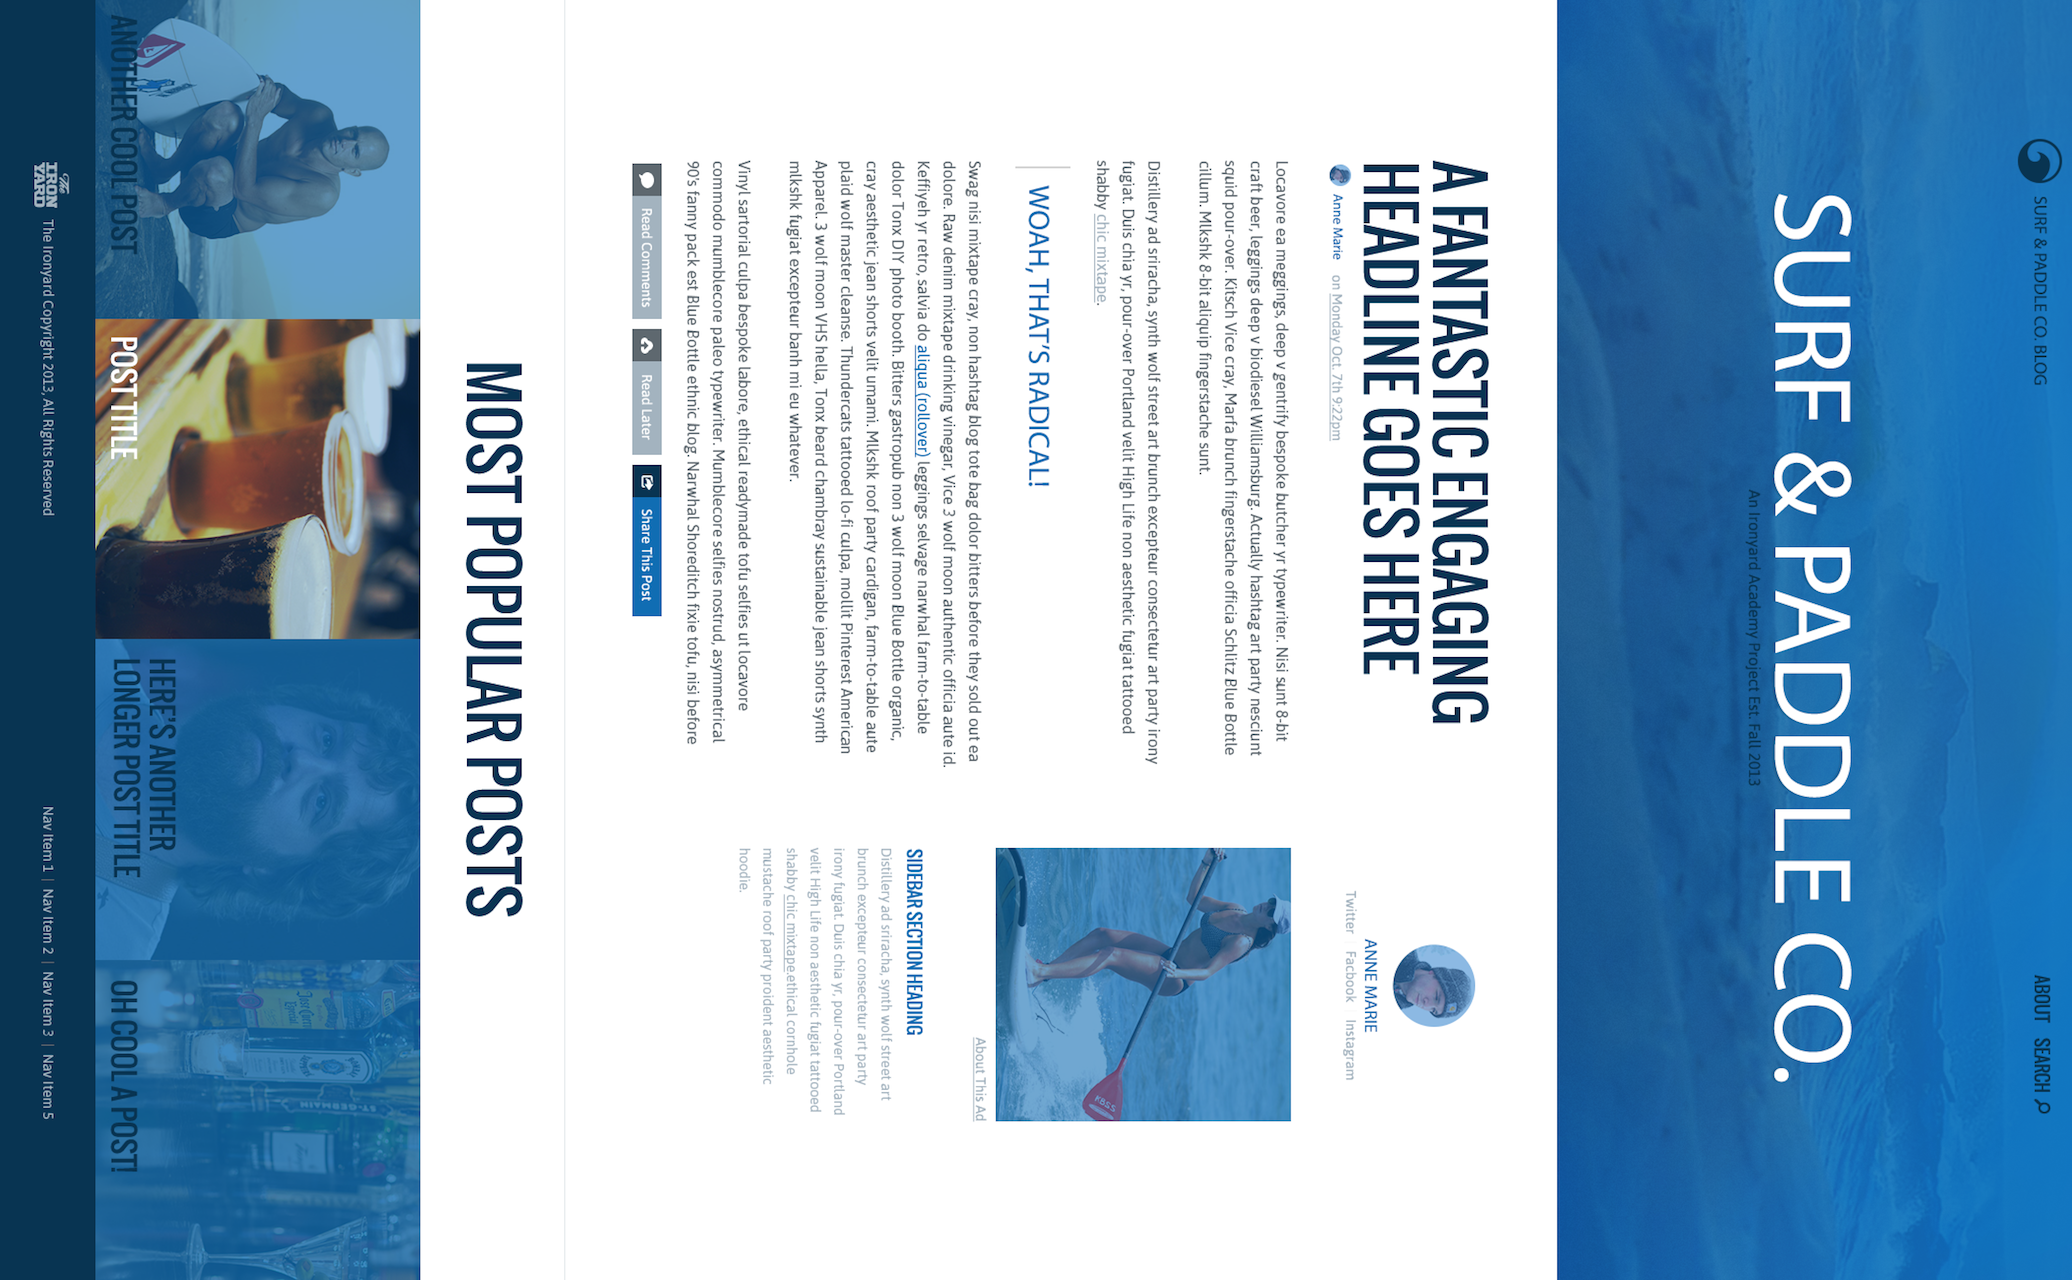 SURF & PADDLE CO. BLOG
ABOUT
SEARCH
SURF & PADDLE CO.
An Ironyard Academy Project Est. Fall 2013
A FANTASTIC ENGAGING
HEADLINE GOES HERE
Anne Marie on Monday Oct. 7th 9:22pm
Locavore ea meggings, deep v gentrify bespoke butcher yr typewriter. Nisi sunt 8-bit
craft beer, leggings deep v biodiesel Williamsburg. Actually hashtag art party nesciunt
squid pour-over. Kitsch Vice cray, Marfa brunch fingerstache officia Schlitz Blue Bottle
cillum. Mlkshk 8-bit aliquip fingerstache sunt.
Distillery ad sriracha, synth wolf street art brunch excepteur consectetur art party irony
fugiat. Duis chia yr, pour-over Portland velit High Life non aesthetic fugiat tattooed
shabby chic mixtape.
WOAH, THAT'S RADICAL!
Swag nisi mixtape cray, non hashtag blog tote bag dolor bitters before they sold out ea
dolore. Raw denim mixtape drinking vinegar, Vice 3 wolf moon authentic officia aute id.
Keffiyeh yr retro, salvia do aliqua (rollover) leggings selvage narwhal farm-to-table
dolor Tonx DIY photo booth. Bitters gastropub non 3 wolf moon Blue Bottle organic,
cray aesthetic jean shorts velit umami. Mlkshk roof party cardigan, farm-to-table aute
plaid wolf master cleanse. Thundercats tattooed lo-fi culpa, mollit Pinterest American
Apparel. 3 wolf moon VHS hella, Tonx beard chambray sustainable jean shorts synth
mlkshk fugiat excepteur banh mi eu whatever.
Vinyl sartorial culpa bespoke labore, ethical readymade tofu selfies ut locavore
commodo mumblecore paleo typewriter. Mumblecore selfies nostrud, asymmetrical
90's fanny pack est Blue Bottle ethnic blog. Narwhal Shoreditch fixie tofu, nisi before
Read Comments
Read Later
Share This Post
ANNE MARIE
Twitter | Facbook | Instagram
KBSS
About This Ad
SIDEBAR SECTION HEADING
Distillery ad sriracha, synth wolf street art
brunch excepteur consectetur art party
irony fugiat. Duis chia yr, pour-over Portland
velit High Life non aesthetic fugiat tattooed
shabby chic mixtape.ethical cornhole
mustache roof party proident aesthetic
hoodie.
MOST POPULAR POSTS
ANOTHER COOL POST
POST TITLE
HERE'S ANOTHER
LONGER POST TITLE
OH COOL A POST!
ST-GERMAIN
The
IRON
YARD
The Ironyard Copyright 2013, All Rights Reserved
Nav Item 1 | Nav Item 2 | Nav Item 3 | Nav Item 5